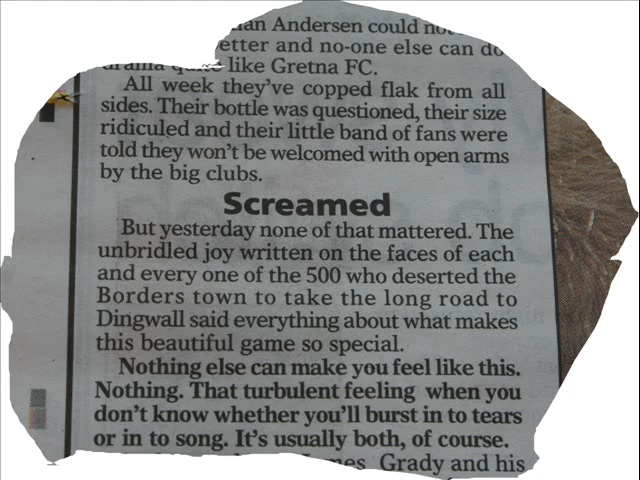 an Andersen could not
etter and no-one else can do
drama quite like Gretna FC.
All week they've copped flak from all
sides. Their bottle was questioned, their size
ridiculed and their little band of fans were
told they won't be welcomed with open arms
by the big clubs.
Screamed
But yesterday none of that mattered. The
unbridled joy written on the faces of each
and every one of the 500 who deserted the
Borders town to take the long road to
Dingwall said everything about what makes
this beautiful game so special.
Nothing else can make you feel like this.
Nothing. That turbulent feeling when you
don't know whether you'll burst in to tears
or in to song. It's usually both, of course.
Grady and his